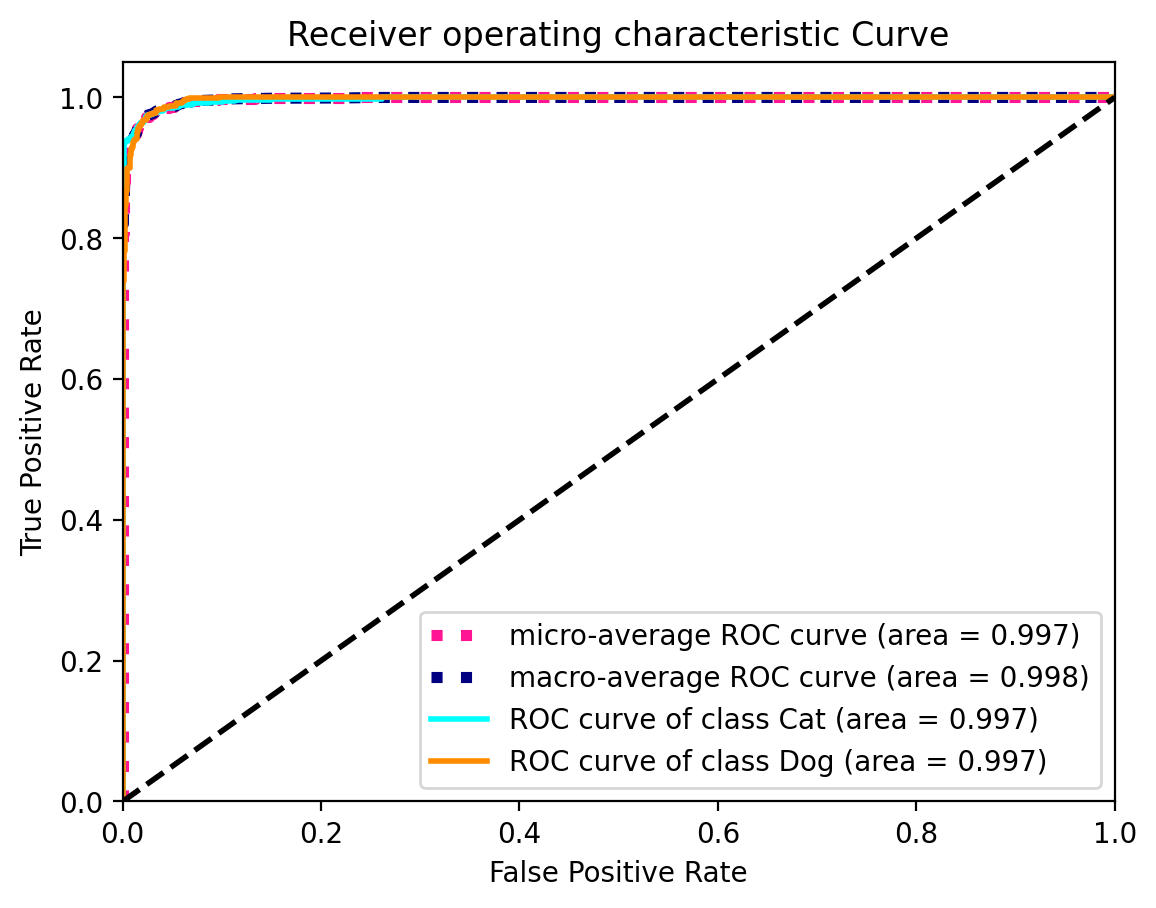 Receiver operating characteristic Curve
1.0
0.8
0.6
0.4
0.2
0.0
True Positive Rate
micro-average ROC curve (area = 0.997)
macro-average ROC curve (area = 0.998)
ROC curve of class Cat (area = 0.997)
ROC curve of class Dog (area = 0.997)
0.0 0.2 0.4 0.6 0.8 1.0
False Positive Rate